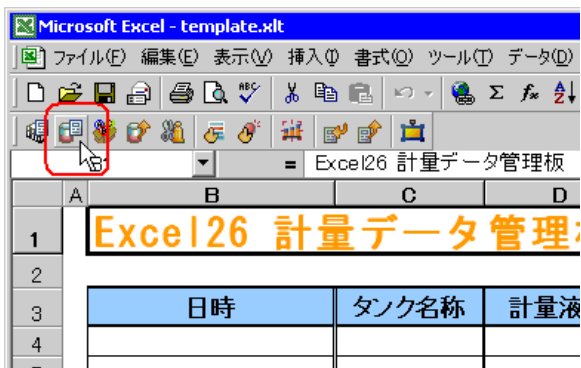 Microsoft Excel - template.xlt
ファイル(F) 編集(E) 表示(V) 挿入(I) 書式(O) ツール(T) データ(D)
ABC Σ fx
= Excel26 計量データ管理板
A B C D
1 Excel26 計量データ管理
2
3 日時 タンク名称 計量液
4